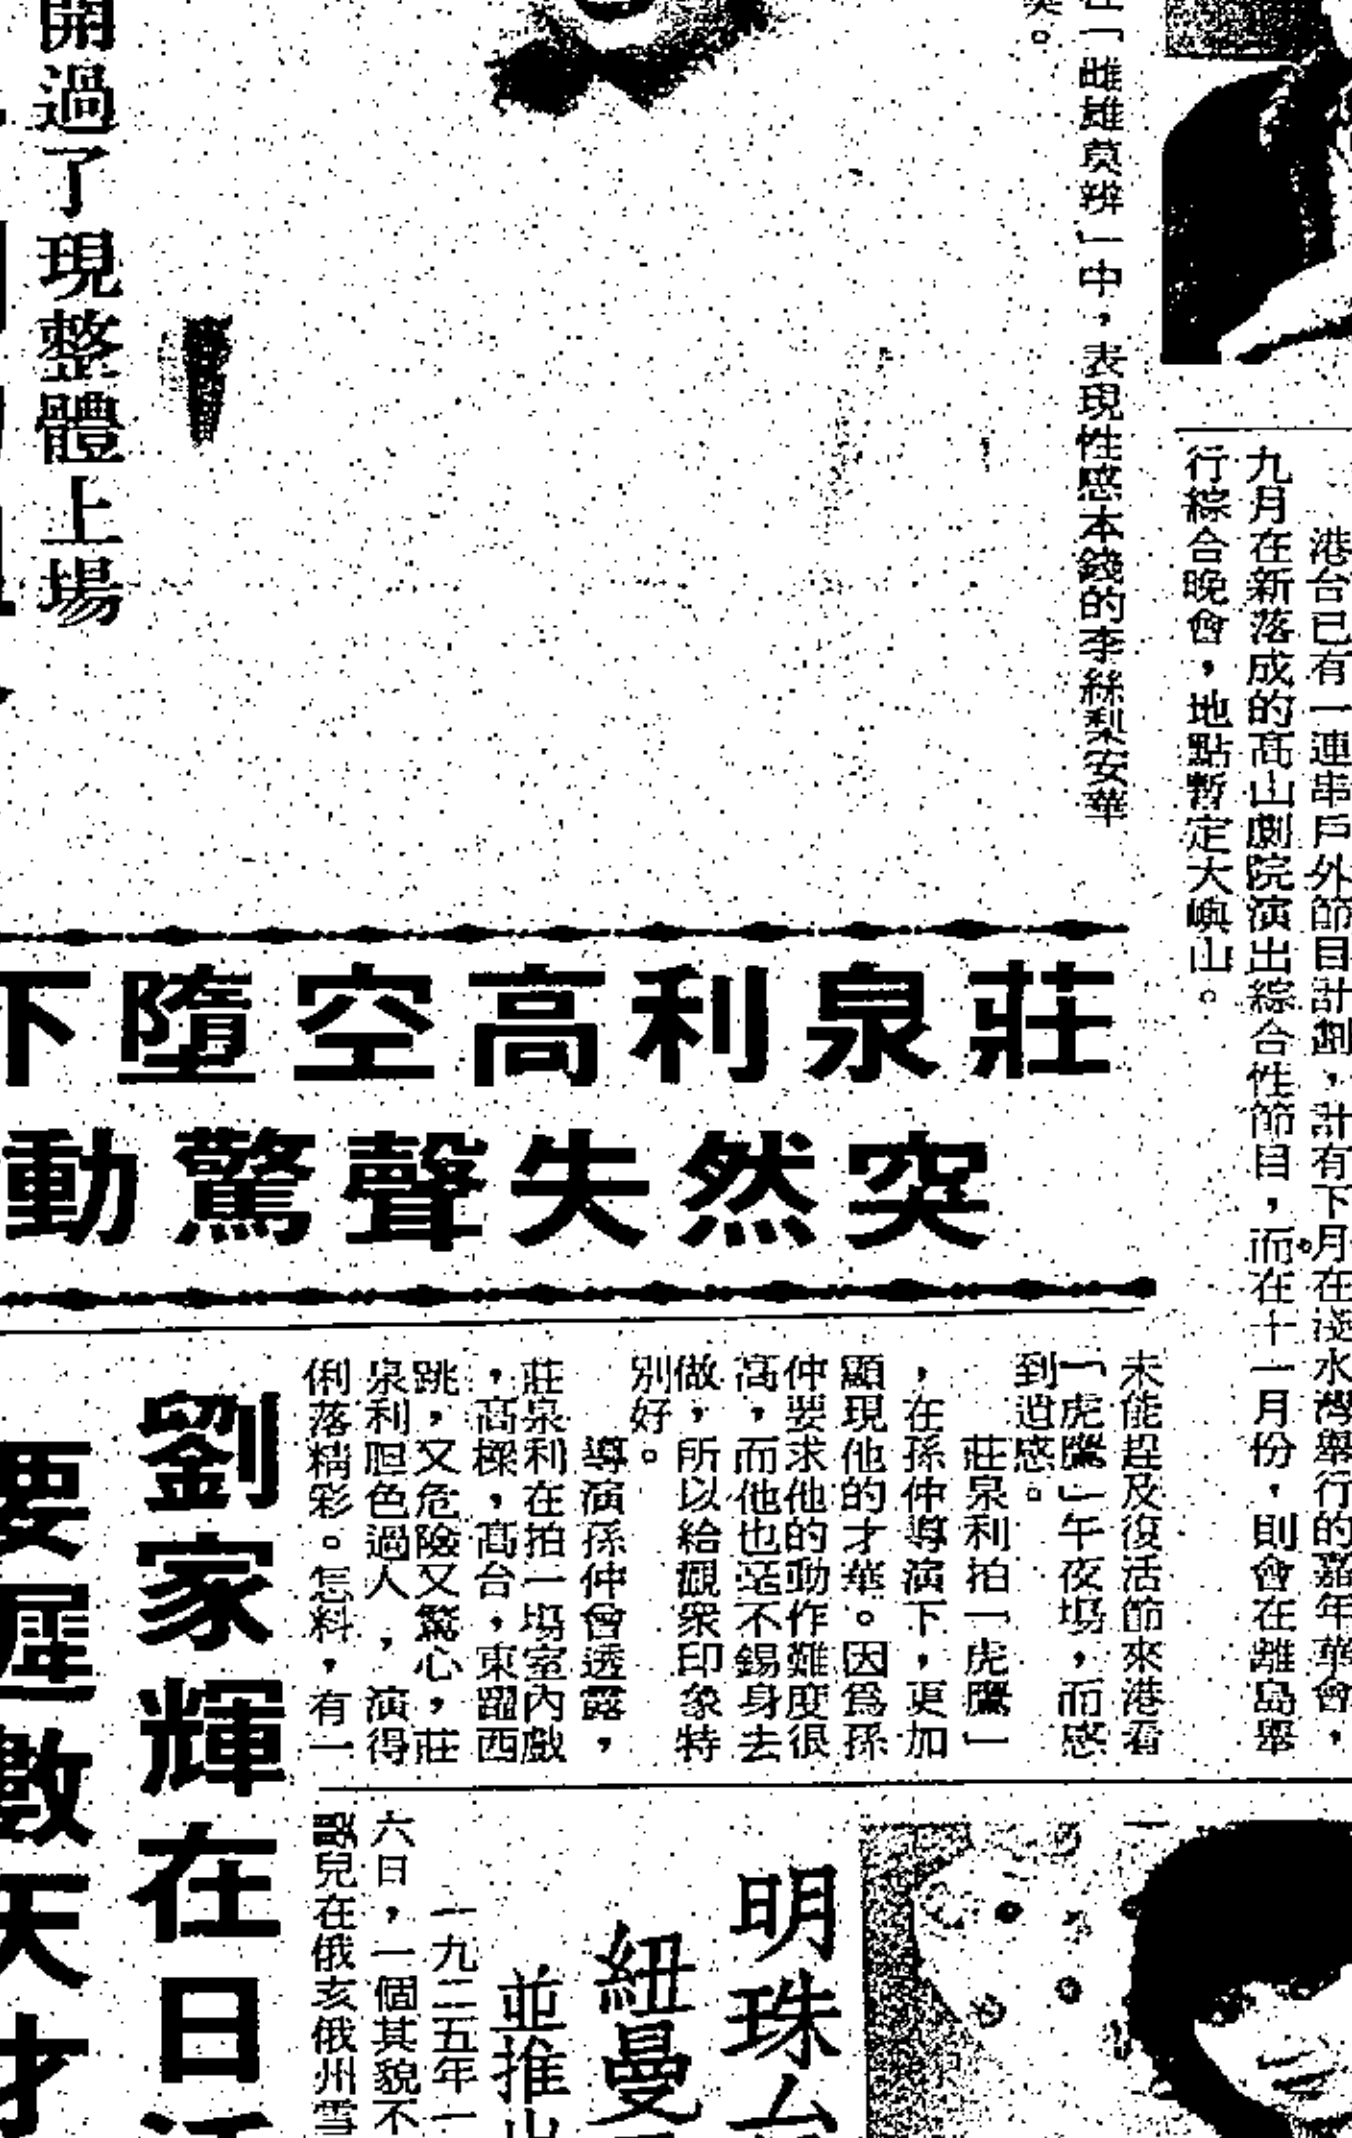 港台已有一連串戶外節目計劃，計有下月在淺水灣舉行的嘉年華會，
九月在新落成的高山劇院演出綜合性節目，而在十一月份，則會在離島舉
行綜合晚會，地點暫定大嶼山。
在「雌雄莫辨」中，表現性感本錢的李絲梨安華
開過了現整體上場
莊泉利高空墮下
突然失聲驚動
未能趕及復活節來港看
「虎鷹」午夜場，而感
到遒感。
莊泉利拍「虎鷹」
，在孫仲導演下，更加
顯現他的才華。因爲孫
仲要求他的動作難度很
高，而他也毫不錫身去
做，所以給觀衆印象特
別好。
導演孫仲曾透露，
莊泉利在拍一場室內戲
，高樑，高台，東躍西
跳，又危險又驚心，莊
泉利胆色過人，演得
俐落精彩。怎料，有一
劉家輝在日
要遲數天才
明珠台
紐曼
並推出
一九二五年一
六日，一個其貌不
嬰兒在俄亥俄州雪